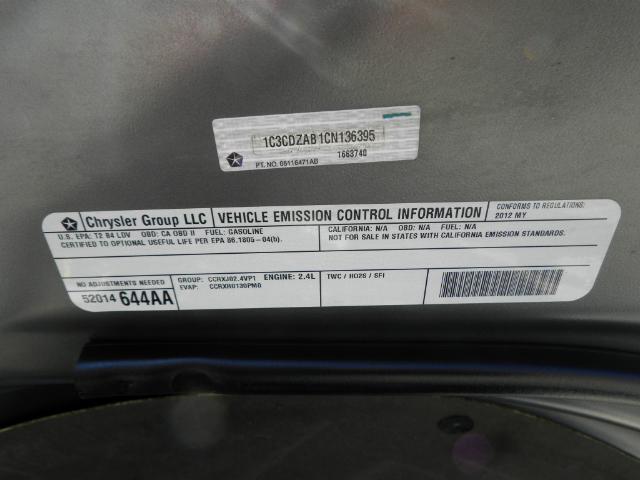 1C3CDZAB1CN136395
1663740
PT. NO. 68116471AB
Chrysler Group LLC
VEHICLE EMISSION CONTROL INFORMATION
CONFORMS TO REGULATIONS:
2012 MY
U.S. EPA: T2 B4 LDV OBD: CA OBD II FUEL: GASOLINE
CERTIFIED TO OPTIONAL USEFUL LIFE PER EPA 86.1805-04(b).
CALIFORNIA: N/A OBD: N/A FUEL: N/A
NOT FOR SALE IN STATES WITH CALIFORNIA EMISSION STANDARDS.
NO ADJUSTMENTS NEEDED
52014 644AA
GROUP: CCRXJ02.4VP1 ENGINE: 2.4L
EVAP: CCRXR0130PM0
TWC / HO2S / SFI